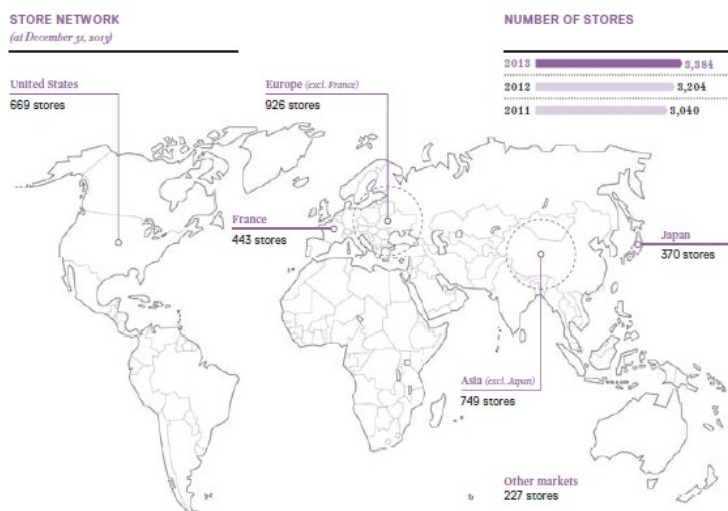 STORE NETWORK
(at December 31, 2013)
NUMBER OF STORES
2013 3,384
2012 3,204
2011 3,040
United States
669 stores
Europe (excl. France)
926 stores
France
443 stores
Japan
370 stores
Asia (excl. Japan)
749 stores
Other markets
227 stores